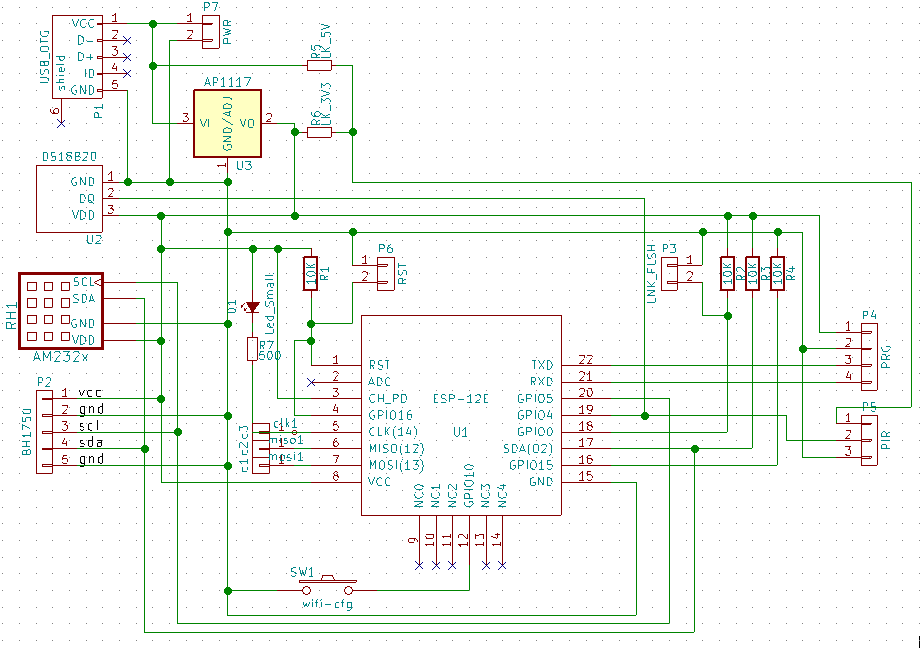 P7
VCC 1
D- 2
D+ 3
ID 4
GND 5
USB_OTG
shield
6
P1
1
2
PWR
R5
LK_5V
R6
LK_3V3
AP1117
3 VI
GND/ADJ
VO 2
1
U3
DS18B20
GND 1
DQ 2
VDD 3
U2
P6
1
2
RST
P3
1
2
LNK_FLSH
10K
R1
10K
R2
10K
R3
10K
R4
SCL
SDA
GND
VDD
RH1
AM232x
D1
Led_Small
R7
500
P4
1
2
3
4
PRG
P5
1
2
3
PIR
P2
1 vcc
2 gnd
3 scl
4 sda
5 gnd
BH1750
c1c2c3
clk1
miso1
mosi1
1
1
1 RST
2 ADC
3 CH_PD
4 GPIO16
5 CLK(14)
6 MISO(12)
7 MOSI(13)
8 VCC
ESP-12E
U1
TXD 22
RXD 21
GPIO5 20
GPIO4 19
GPIO0 18
SDA(02) 17
GPIO15 16
GND 15
NC0
NC1
NC2
GPIO10
NC3
NC4
9
10
11
12
13
14
SW1
wifi-cfg